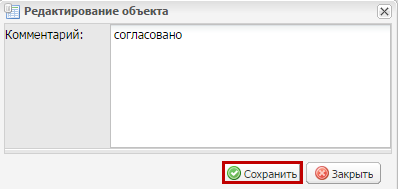 Редактирование объекта
Комментарий: согласовано
Сохранить Закрыть